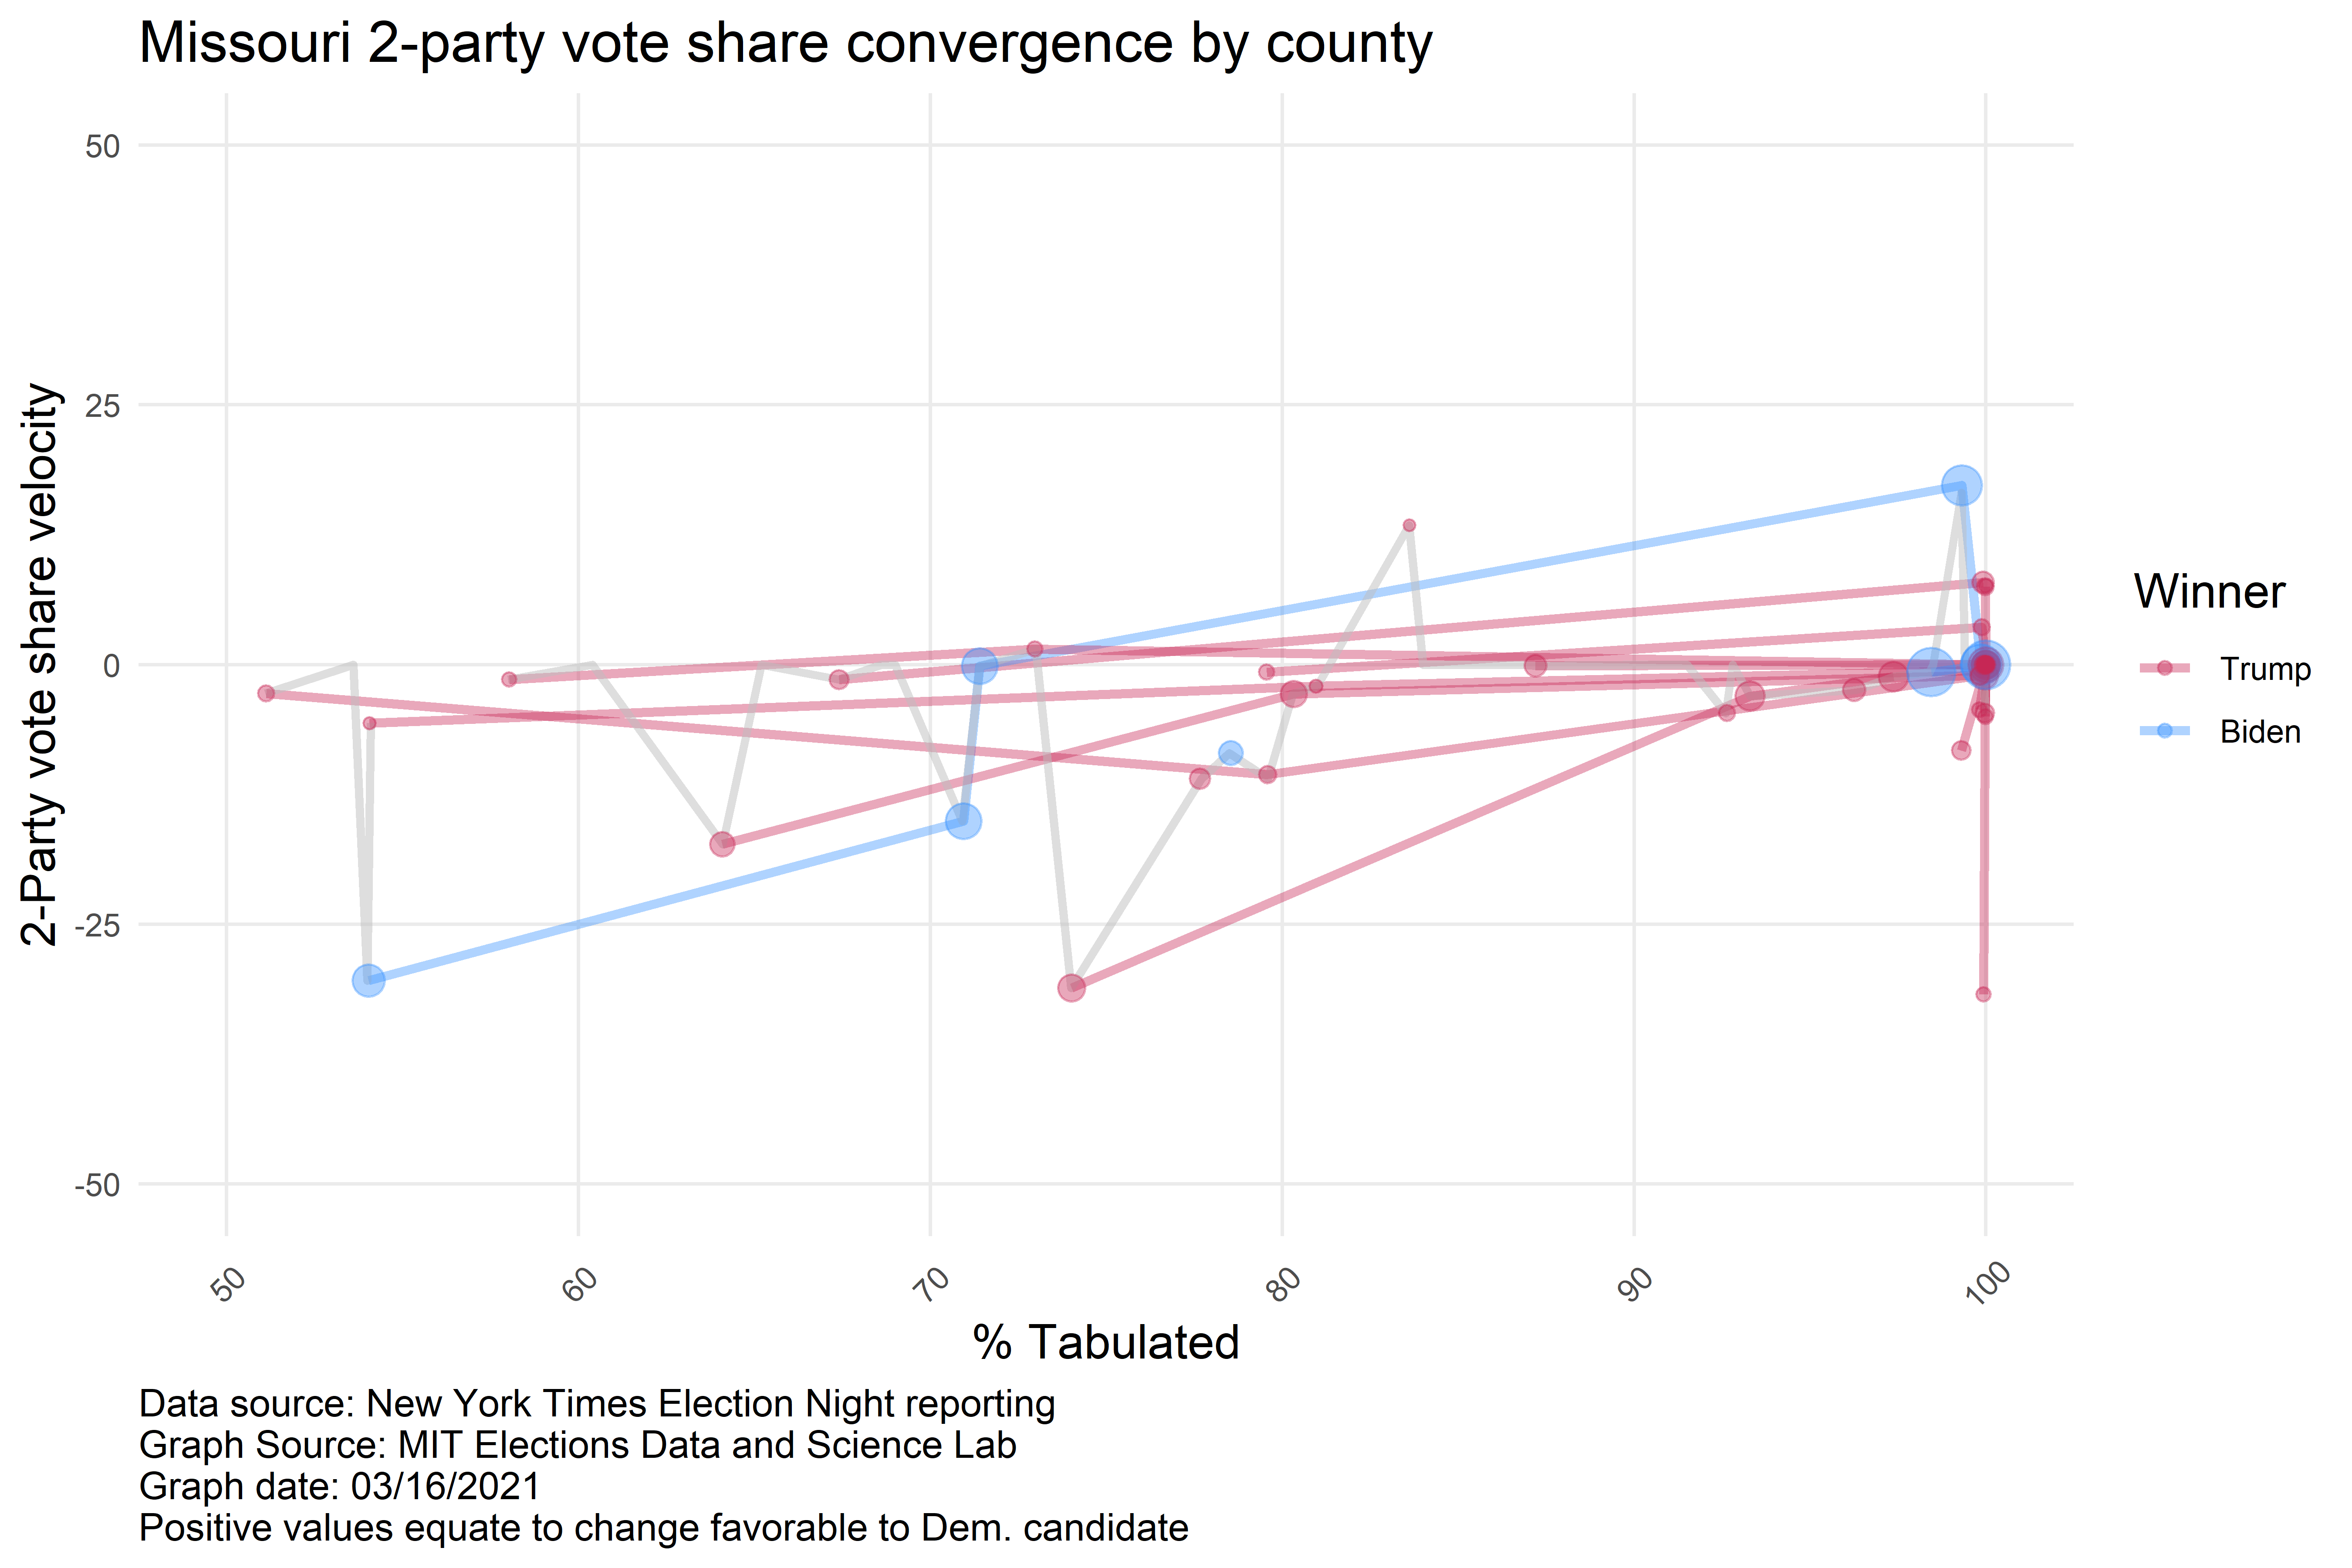 Missouri 2-party vote share convergence by county
2-Party vote share velocity
50
25
0
-25
-50
50
60
70
80
90
100
% Tabulated
Winner
Trump
Biden
Data source: New York Times Election Night reporting
Graph Source: MIT Elections Data and Science Lab
Graph date: 03/16/2021
Positive values equate to change favorable to Dem. candidate